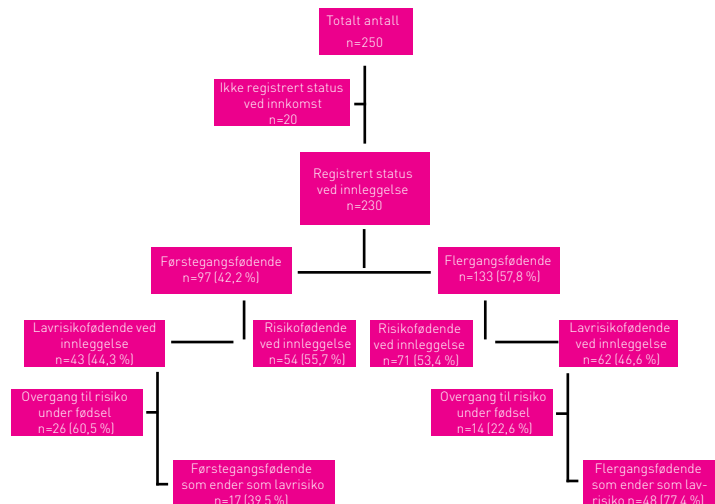 Totalt antall
n=250
Ikke registrert status
ved innkomst
n=20
Registrert status
ved innleggelse
n=230
Førstegangsfødende
n=97 (42,2 %)
Flergangsfødende
n=133 (57,8 %)
Lavrisikofødende ved
innleggelse
n=43 (44,3 %)
Risikofødende
ved innleggelse
n=54 (55,7 %)
Risikofødende
ved innleggelse
n=71 (53,4 %)
Lavrisikofødende
ved innleggelse
n=62 (46,6 %)
Overgang til risiko
under fødsel
n=26 (60,5 %)
Overgang til risiko
under fødsel
n=14 (22,6 %)
Førstegangsfødende
som ender som lavrisiko
n=17 (39,5 %)
Flergangsfødende
som ender som lav-
risiko n=48 (77,4 %)